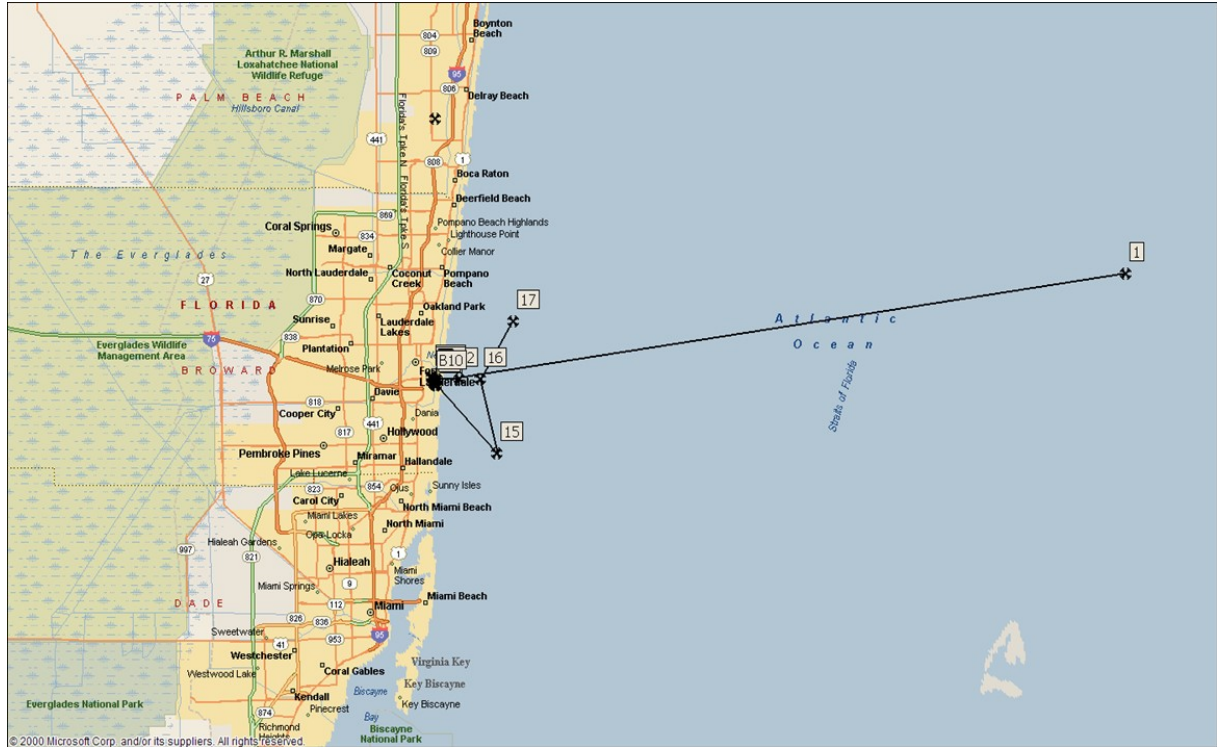 Boynton
Beach
804
809
Arthur R. Marshall
Loxahatchee National
Wildlife Refuge
95
806
Delray Beach
PALM BEACH
Hillsboro Canal
Florida's Tpke N
Florida's Tpke S
441
808
1
Boca Raton
Deerfield Beach
869
Coral Springs
834
Pompano Beach Highlands
Lighthouse Point
Margate
Collier Manor
The Everglades
North Lauderdale
Coconut
Creek
Pompano
Beach
27
1
870
FLORIDA
17
Oakland Park
Sunrise
Lauderdale
Lakes
Atlantic
Ocean
75
838
Everglades Wildlife
Management Area
Plantation
B10
2
16
BROWARD
Melrose Park
Straits of Florida
Davie
818
Cooper City
Dania
441
817
Hollywood
15
Pembroke Pines
Miramar
Hallandale
Lake Lucerne
823
854
Ojus
Sunny Isles
Carol City
North Miami Beach
Miami Lakes
North Miami
Opa-Locka
Hialeah Gardens
997
821
1
Hialeah
Miami
Shores
Miami Springs
9
Miami Beach
DADE
112
Miami
826
836
Sweetwater
41
953
95
Westchester
Virginia Key
Westwood Lake
Coral Gables
Key Biscayne
Kendall
Biscayne
Everglades National Park
Pinecrest
Key Biscayne
874
Bay
Richmond
Heights
Biscayne
National Park
© 2000 Microsoft Corp. and/or its suppliers. All rights reserved.